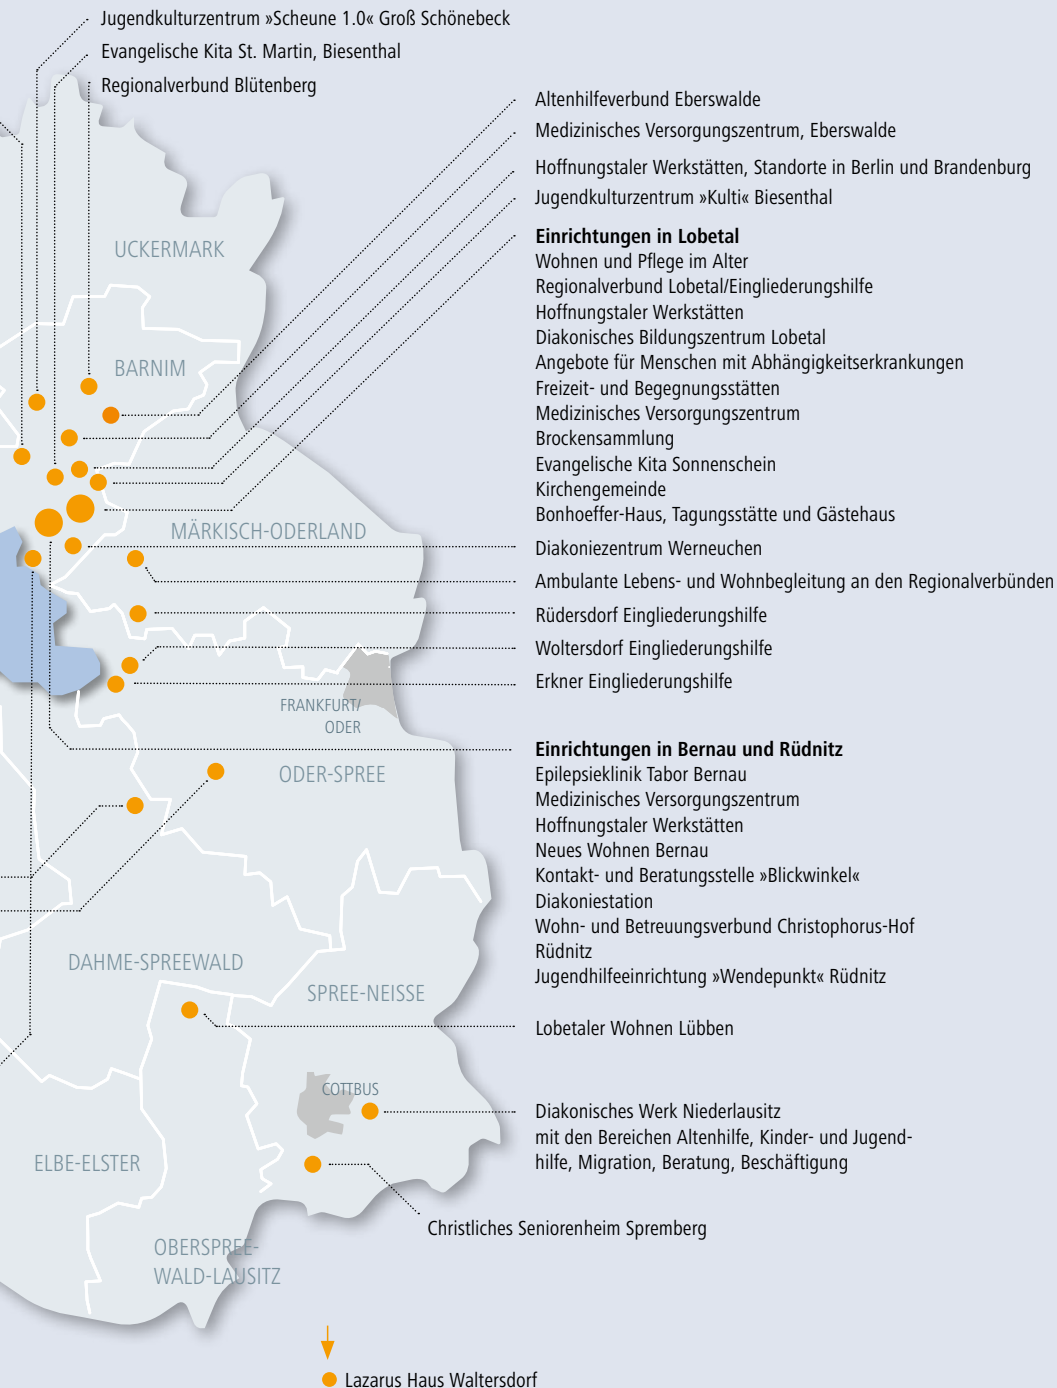 Jugendkulturzentrum »Scheune 1.0« Groß Schönebeck
Evangelische Kita St. Martin, Biesenthal
Regionalverbund Blütenberg
Altenhilfeverbund Eberswalde
Medizinisches Versorgungszentrum, Eberswalde
Hoffnungstaler Werkstätten, Standorte in Berlin und Brandenburg
Jugendkulturzentrum »Kulti« Biesenthal
Einrichtungen in Lobetal
Wohnen und Pflege im Alter
Regionalverbund Lobetal/Eingliederungshilfe
Hoffnungstaler Werkstätten
Diakonisches Bildungszentrum Lobetal
Angebote für Menschen mit Abhängigkeitserkrankungen
Freizeit- und Begegnungsstätten
Medizinisches Versorgungszentrum
Brockensammlung
Evangelische Kita Sonnenschein
Kirchengemeinde
Bonhoeffer-Haus, Tagungsstätte und Gästehaus
Diakoniezentrum Werneuchen
Ambulante Lebens- und Wohnbegleitung an den Regionalverbünden
Rüdersdorf Eingliederungshilfe
Woltersdorf Eingliederungshilfe
Erkner Eingliederungshilfe
Einrichtungen in Bernau und Rüdnitz
Epilepsieklinik Tabor Bernau
Medizinisches Versorgungszentrum
Hoffnungstaler Werkstätten
Neues Wohnen Bernau
Kontakt- und Beratungsstelle »Blickwinkel«
Diakoniestation
Wohn- und Betreuungsverbund Christophorus-Hof
Rüdnitz
Jugendhilfeeinrichtung »Wendepunkt« Rüdnitz
Lobetaler Wohnen Lübben
Diakonisches Werk Niederlausitz
mit den Bereichen Altenhilfe, Kinder- und Jugend-
hilfe, Migration, Beratung, Beschäftigung
Christliches Seniorenheim Spremberg
Lazarus Haus Waltersdorf
UCKERMARK
BARNIM
MÄRKISCH-ODERLAND
FRANKFURT/
ODER
ODER-SPREE
DAHME-SPREEWALD
SPREE-NEISSE
COTTBUS
ELBE-ELSTER
OBERSPREE-
WALD-LAUSITZ